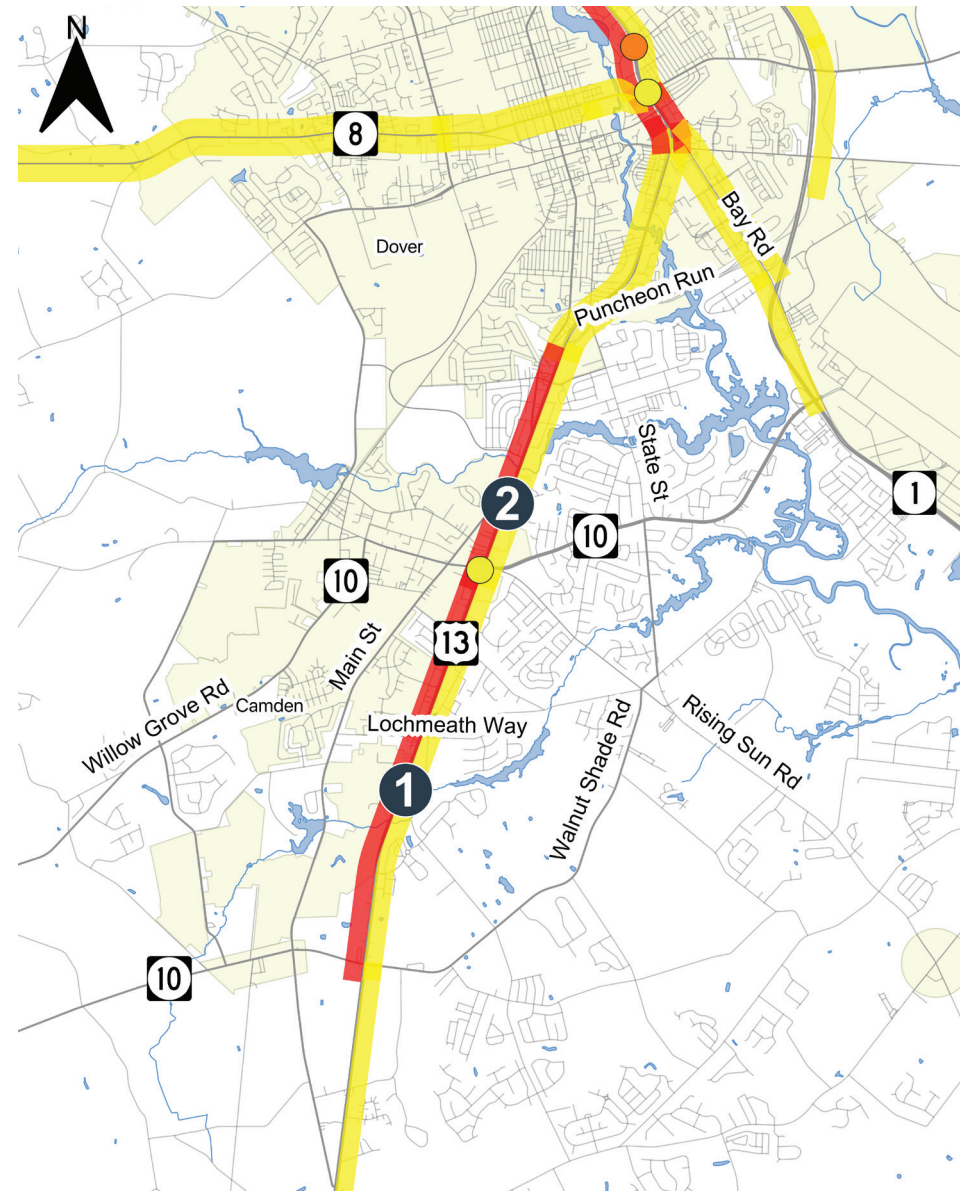 N
8
Bay Rd
Dover
Puncheon Run
State St
1
2
10
10
13
Main St
Willow Grove Rd
Camden
Lochmeath Way
Rising Sun Rd
Walnut Shade Rd
1
10